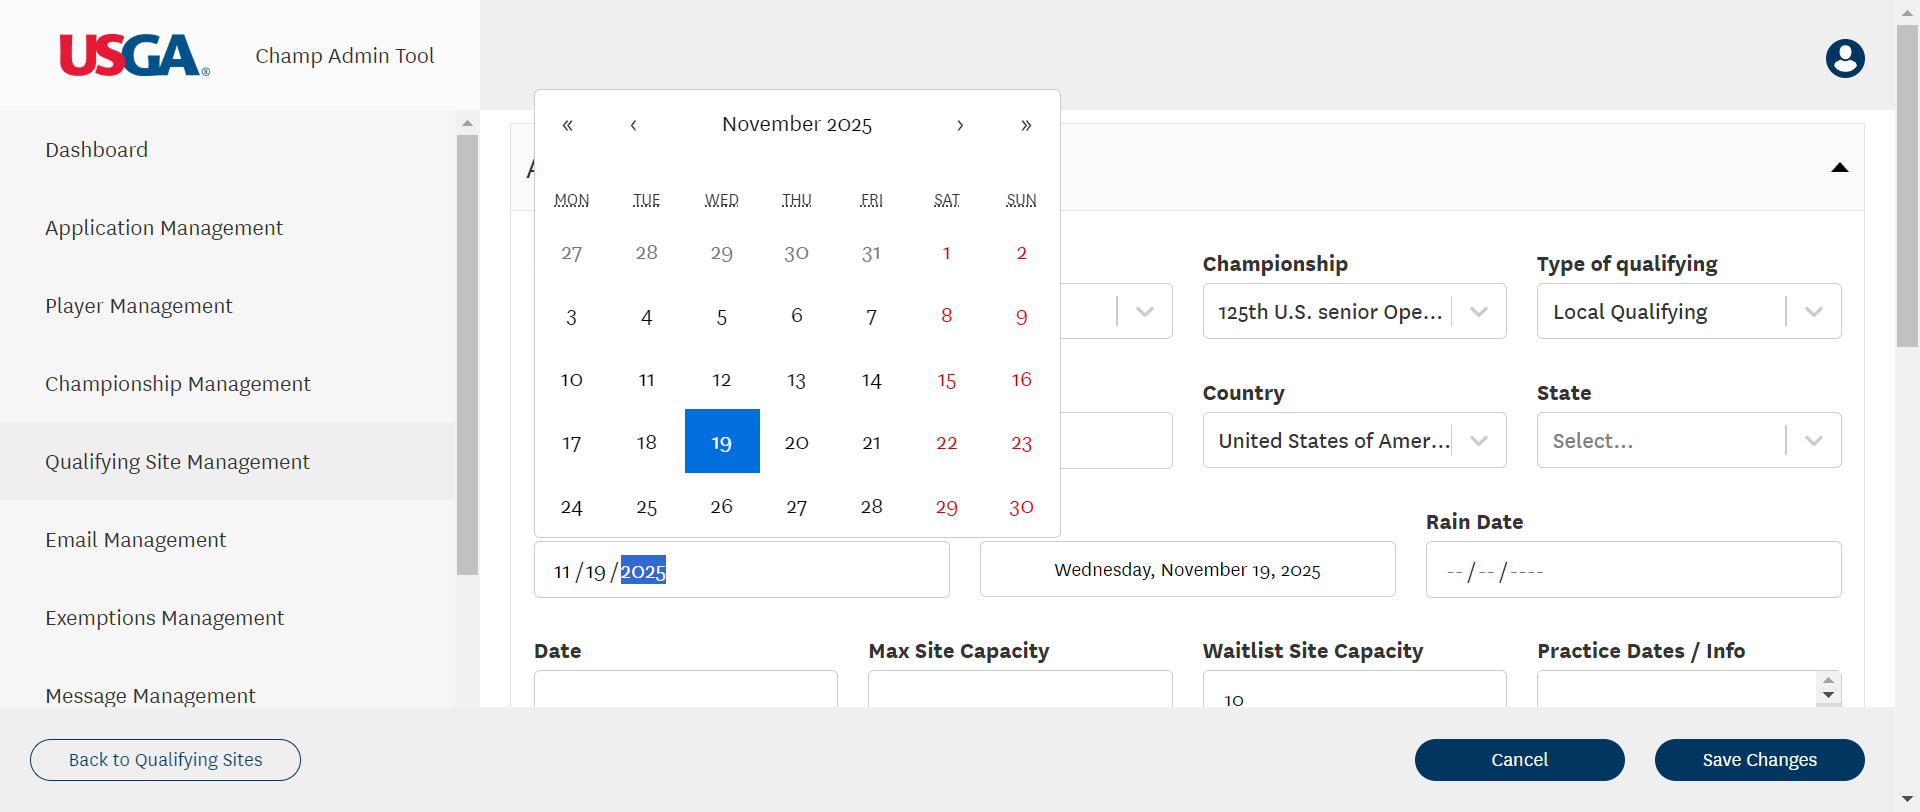 USGA®
Champ Admin Tool
Dashboard
Application Management
Player Management
Championship Management
Qualifying Site Management
Email Management
Exemptions Management
Message Management
« ‹ November 2025 › »
MON TUE WED THU FRI SAT SUN
27 28 29 30 31 1 2
3 4 5 6 7 8 9
10 11 12 13 14 15 16
17 18 19 20 21 22 23
24 25 26 27 28 29 30
Championship
125th U.S. senior Ope...
Type of qualifying
Local Qualifying
Country
United States of Amer...
State
Select...
11/19/2025
Wednesday, November 19, 2025
Rain Date
--/--/----
Date
Max Site Capacity
Waitlist Site Capacity
10
Practice Dates / Info
Back to Qualifying Sites
Cancel
Save Changes